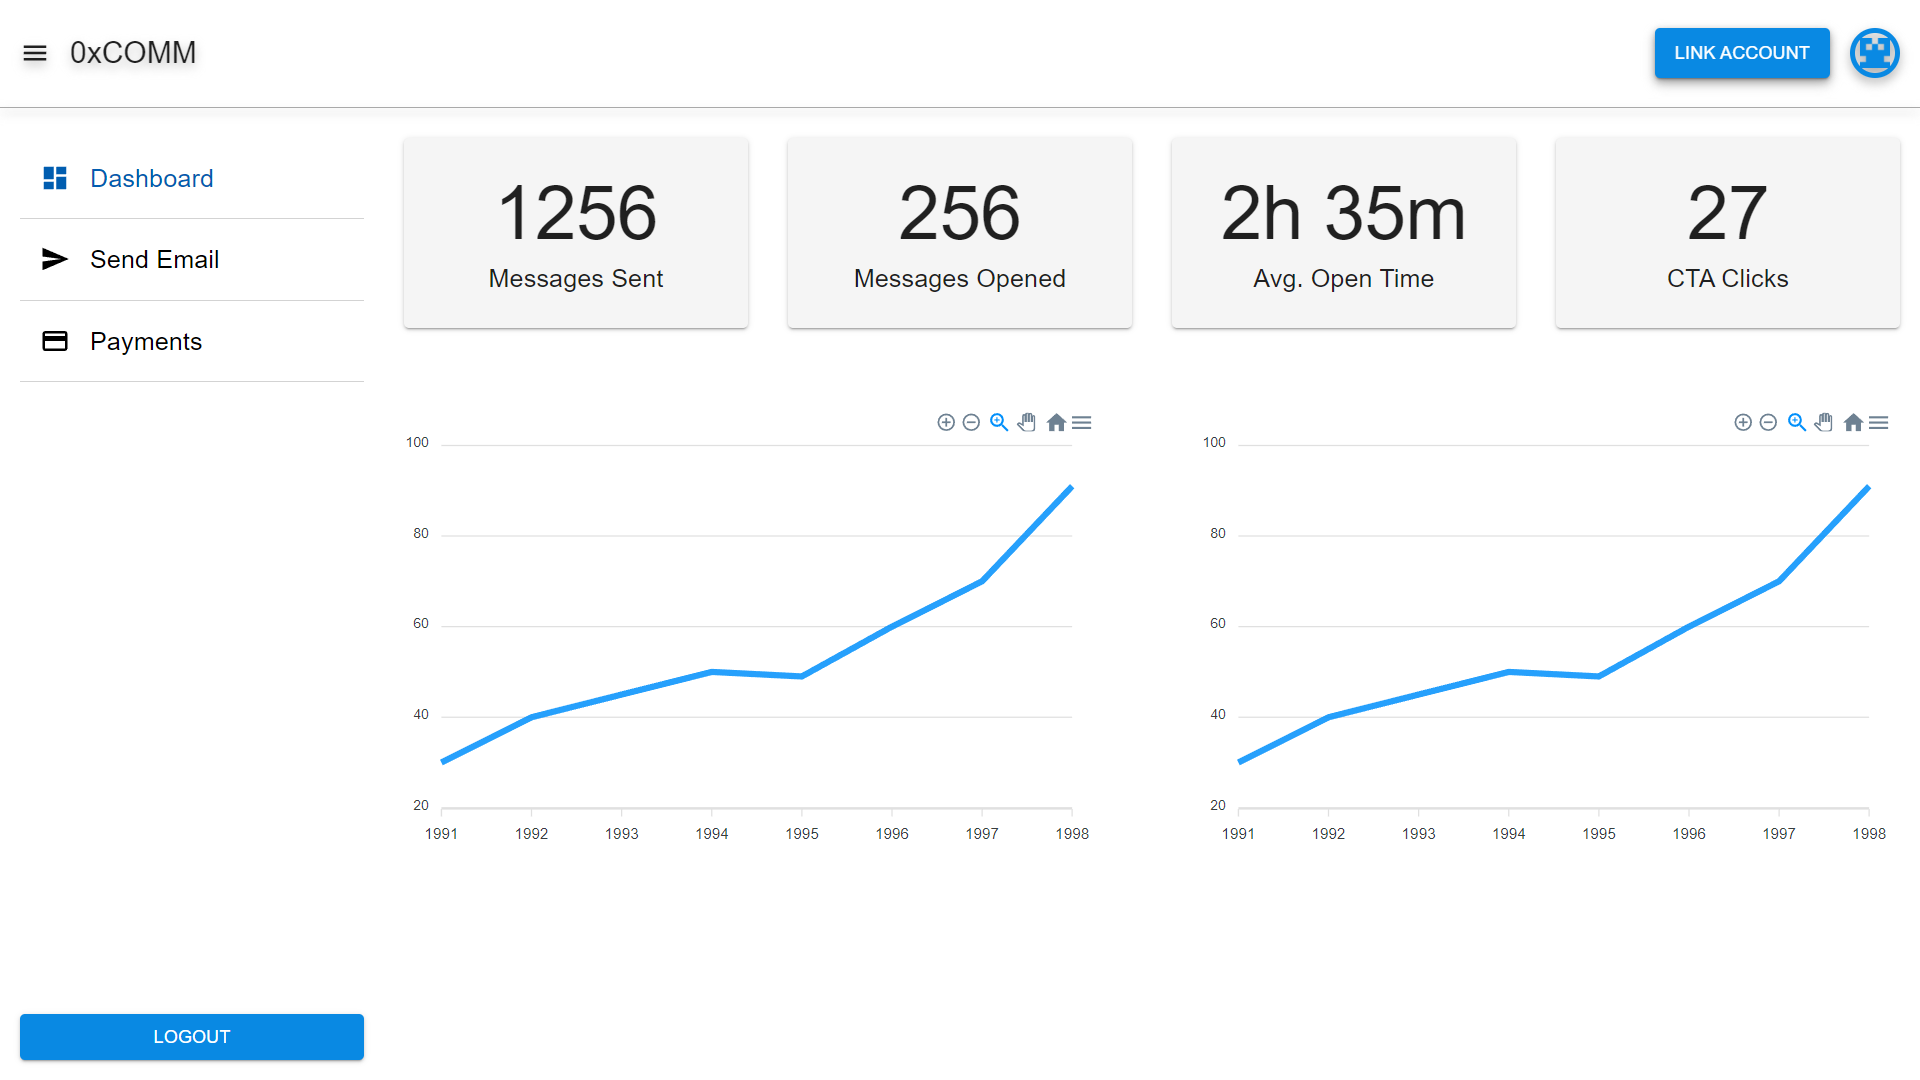 0xCOMM
LINK ACCOUNT
Dashboard
Send Email
Payments
LOGOUT
1256
Messages Sent
256
Messages Opened
2h 35m
Avg. Open Time
27
CTA Clicks
100
80
60
40
20
1991 1992 1993 1994 1995 1996 1997 1998
100
80
60
40
20
1991 1992 1993 1994 1995 1996 1997 1998